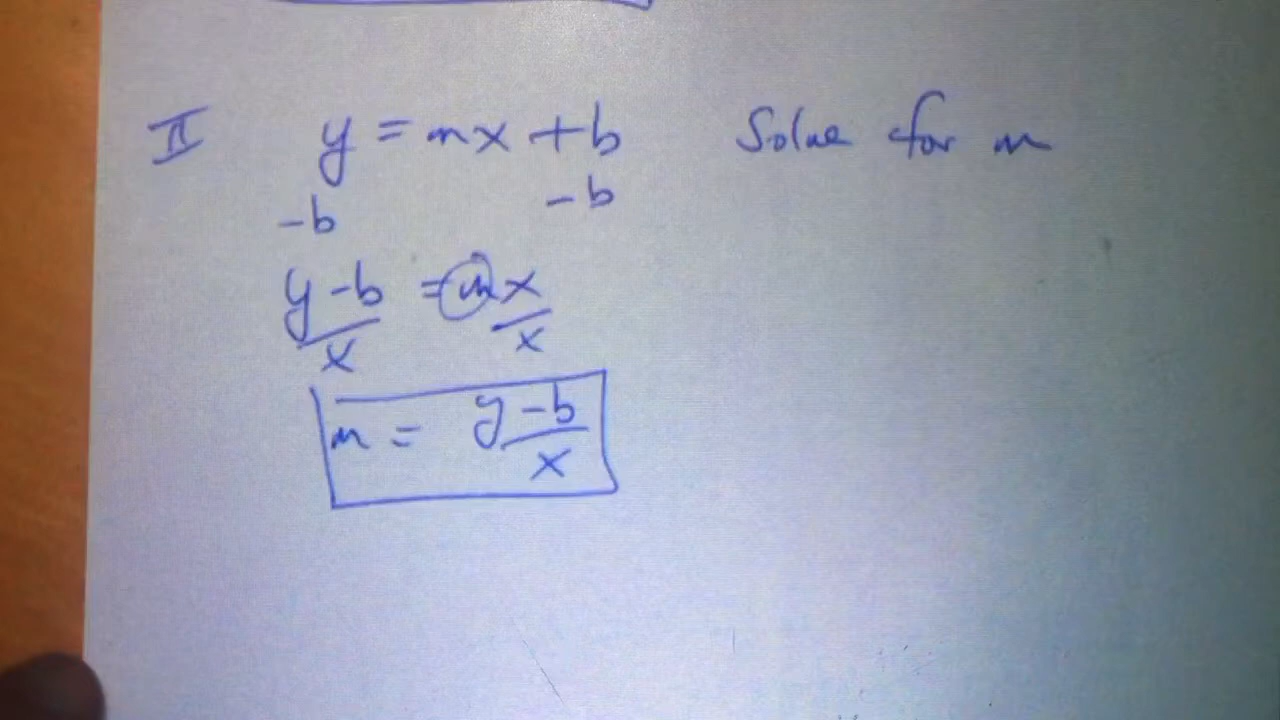 II y = mx + b Solve for m
-b -b
y - b = mx
x x
m = y - b
x